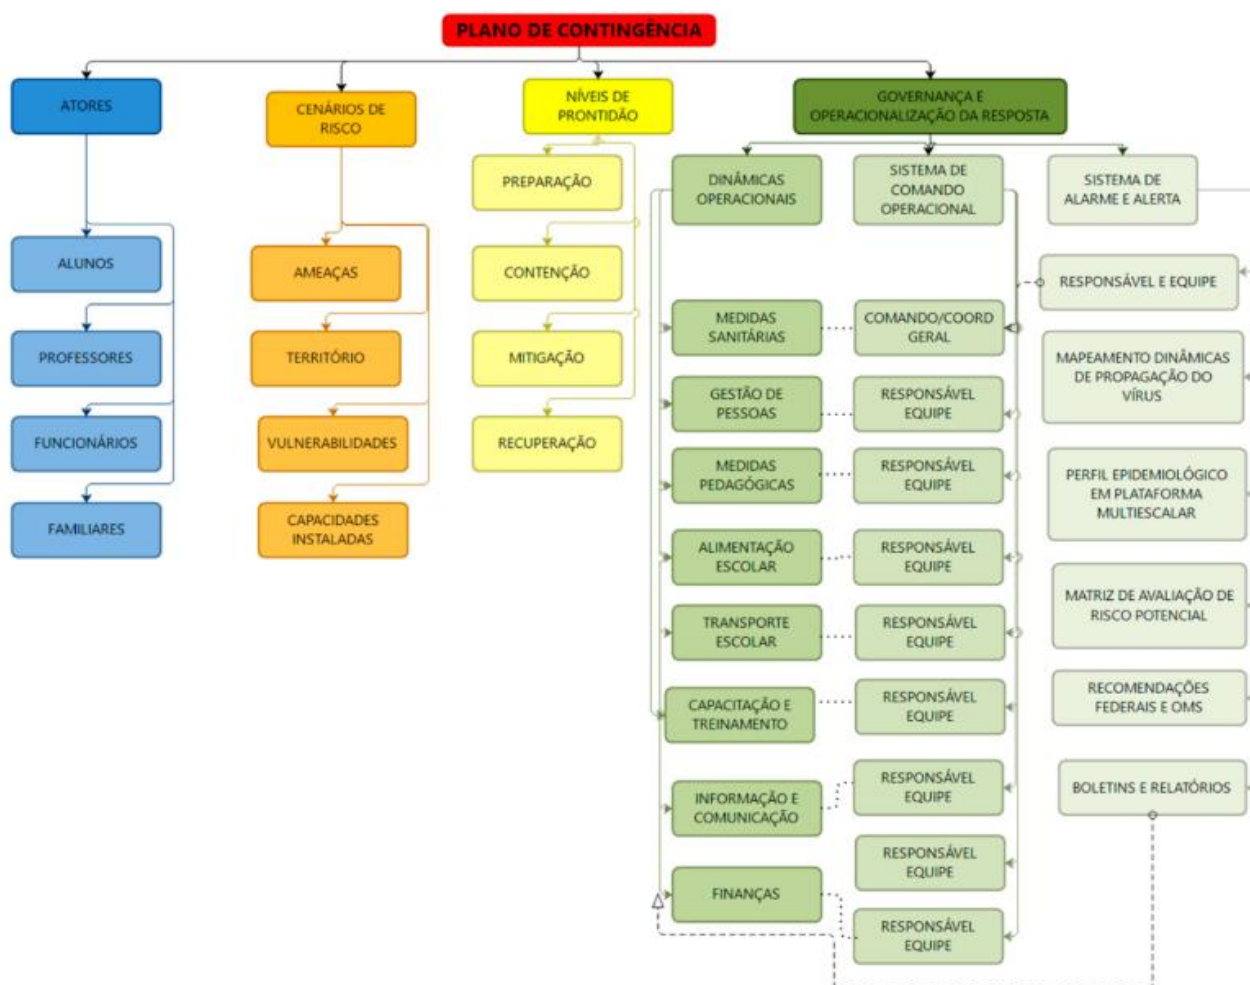 PLANO DE CONTINGÊNCIA
ATORES
ALUNOS
PROFESSORES
FUNCIONÁRIOS
FAMILIARES
CENÁRIOS DE
RISCO
AMEAÇAS
TERRITÓRIO
VULNERABILIDADES
CAPACIDADES
INSTALADAS
NÍVEIS DE
PRONTIDÃO
PREPARAÇÃO
CONTENÇÃO
MITIGAÇÃO
RECUPERAÇÃO
GOVERNANÇA E
OPERACIONALIZAÇÃO DA RESPOSTA
DINÂMICAS
OPERACIONAIS
MEDIDAS
SANITÁRIAS
GESTÃO DE
PESSOAS
MEDIDAS
PEDAGÓGICAS
ALIMENTAÇÃO
ESCOLAR
TRANSPORTE
ESCOLAR
CAPACITAÇÃO E
TREINAMENTO
INFORMAÇÃO E
COMUNICAÇÃO
FINANÇAS
SISTEMA DE
COMANDO
OPERACIONAL
COMANDO/COORD
GERAL
RESPONSÁVEL
EQUIPE
RESPONSÁVEL
EQUIPE
RESPONSÁVEL
EQUIPE
RESPONSÁVEL
EQUIPE
RESPONSÁVEL
EQUIPE
RESPONSÁVEL
EQUIPE
RESPONSÁVEL
EQUIPE
RESPONSÁVEL
EQUIPE
SISTEMA DE
ALARME E ALERTA
RESPONSÁVEL E EQUIPE
MAPEAMENTO DINÂMICAS
DE PROPAGAÇÃO DO
VÍRUS
PERFIL EPIDEMIOLÓGICO
EM PLATAFORMA
MULTIESCALAR
MATRIZ DE AVALIAÇÃO DE
RISCO POTENCIAL
RECOMENDAÇÕES
FEDERAIS E OMS
BOLETINS E RELATÓRIOS